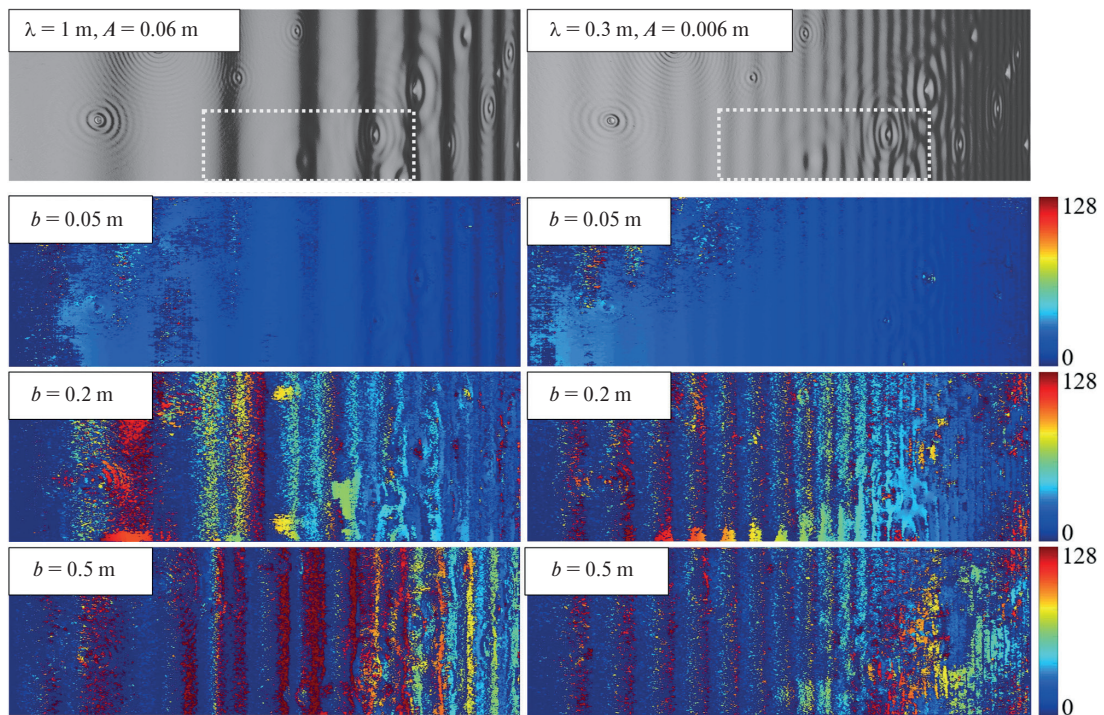 λ = 1 m, A = 0.06 m
λ = 0.3 m, A = 0.006 m
b = 0.05 m
b = 0.05 m
128
0
b = 0.2 m
b = 0.2 m
128
0
b = 0.5 m
b = 0.5 m
128
0